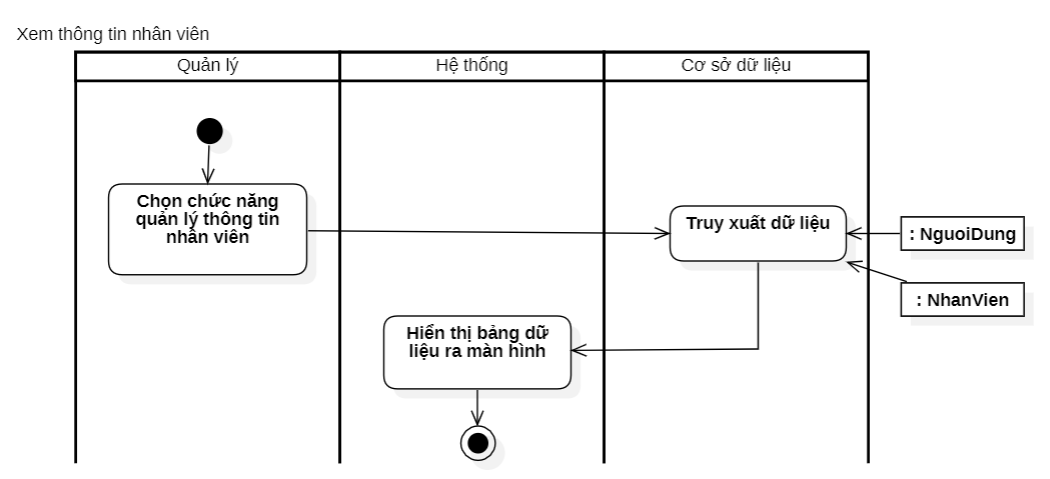 Xem thông tin nhân viên
Quản lý
Hệ thống
Cơ sở dữ liệu
Chọn chức năng
quản lý thông tin
nhân viên
Truy xuất dữ liệu
: NguoiDung
: NhanVien
Hiển thị bảng dữ
liệu ra màn hình